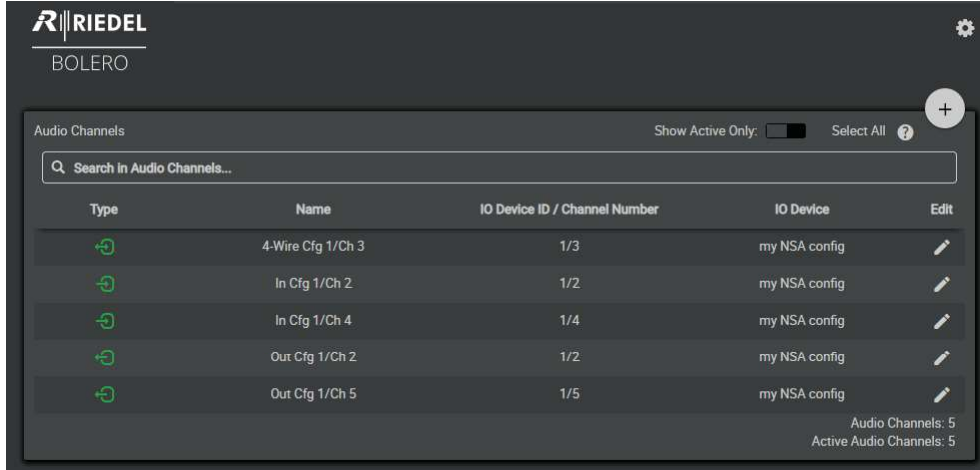 RIEDEL
BOLERO
Audio Channels Show Active Only: Select All ?
Search in Audio Channels...
Type Name IO Device ID / Channel Number IO Device Edit
4-Wire Cfg 1/Ch 3 1/3 my NSA config
In Cfg 1/Ch 2 1/2 my NSA config
In Cfg 1/Ch 4 1/4 my NSA config
Out Cfg 1/Ch 2 1/2 my NSA config
Out Cfg 1/Ch 5 1/5 my NSA config
Audio Channels: 5
Active Audio Channels: 5